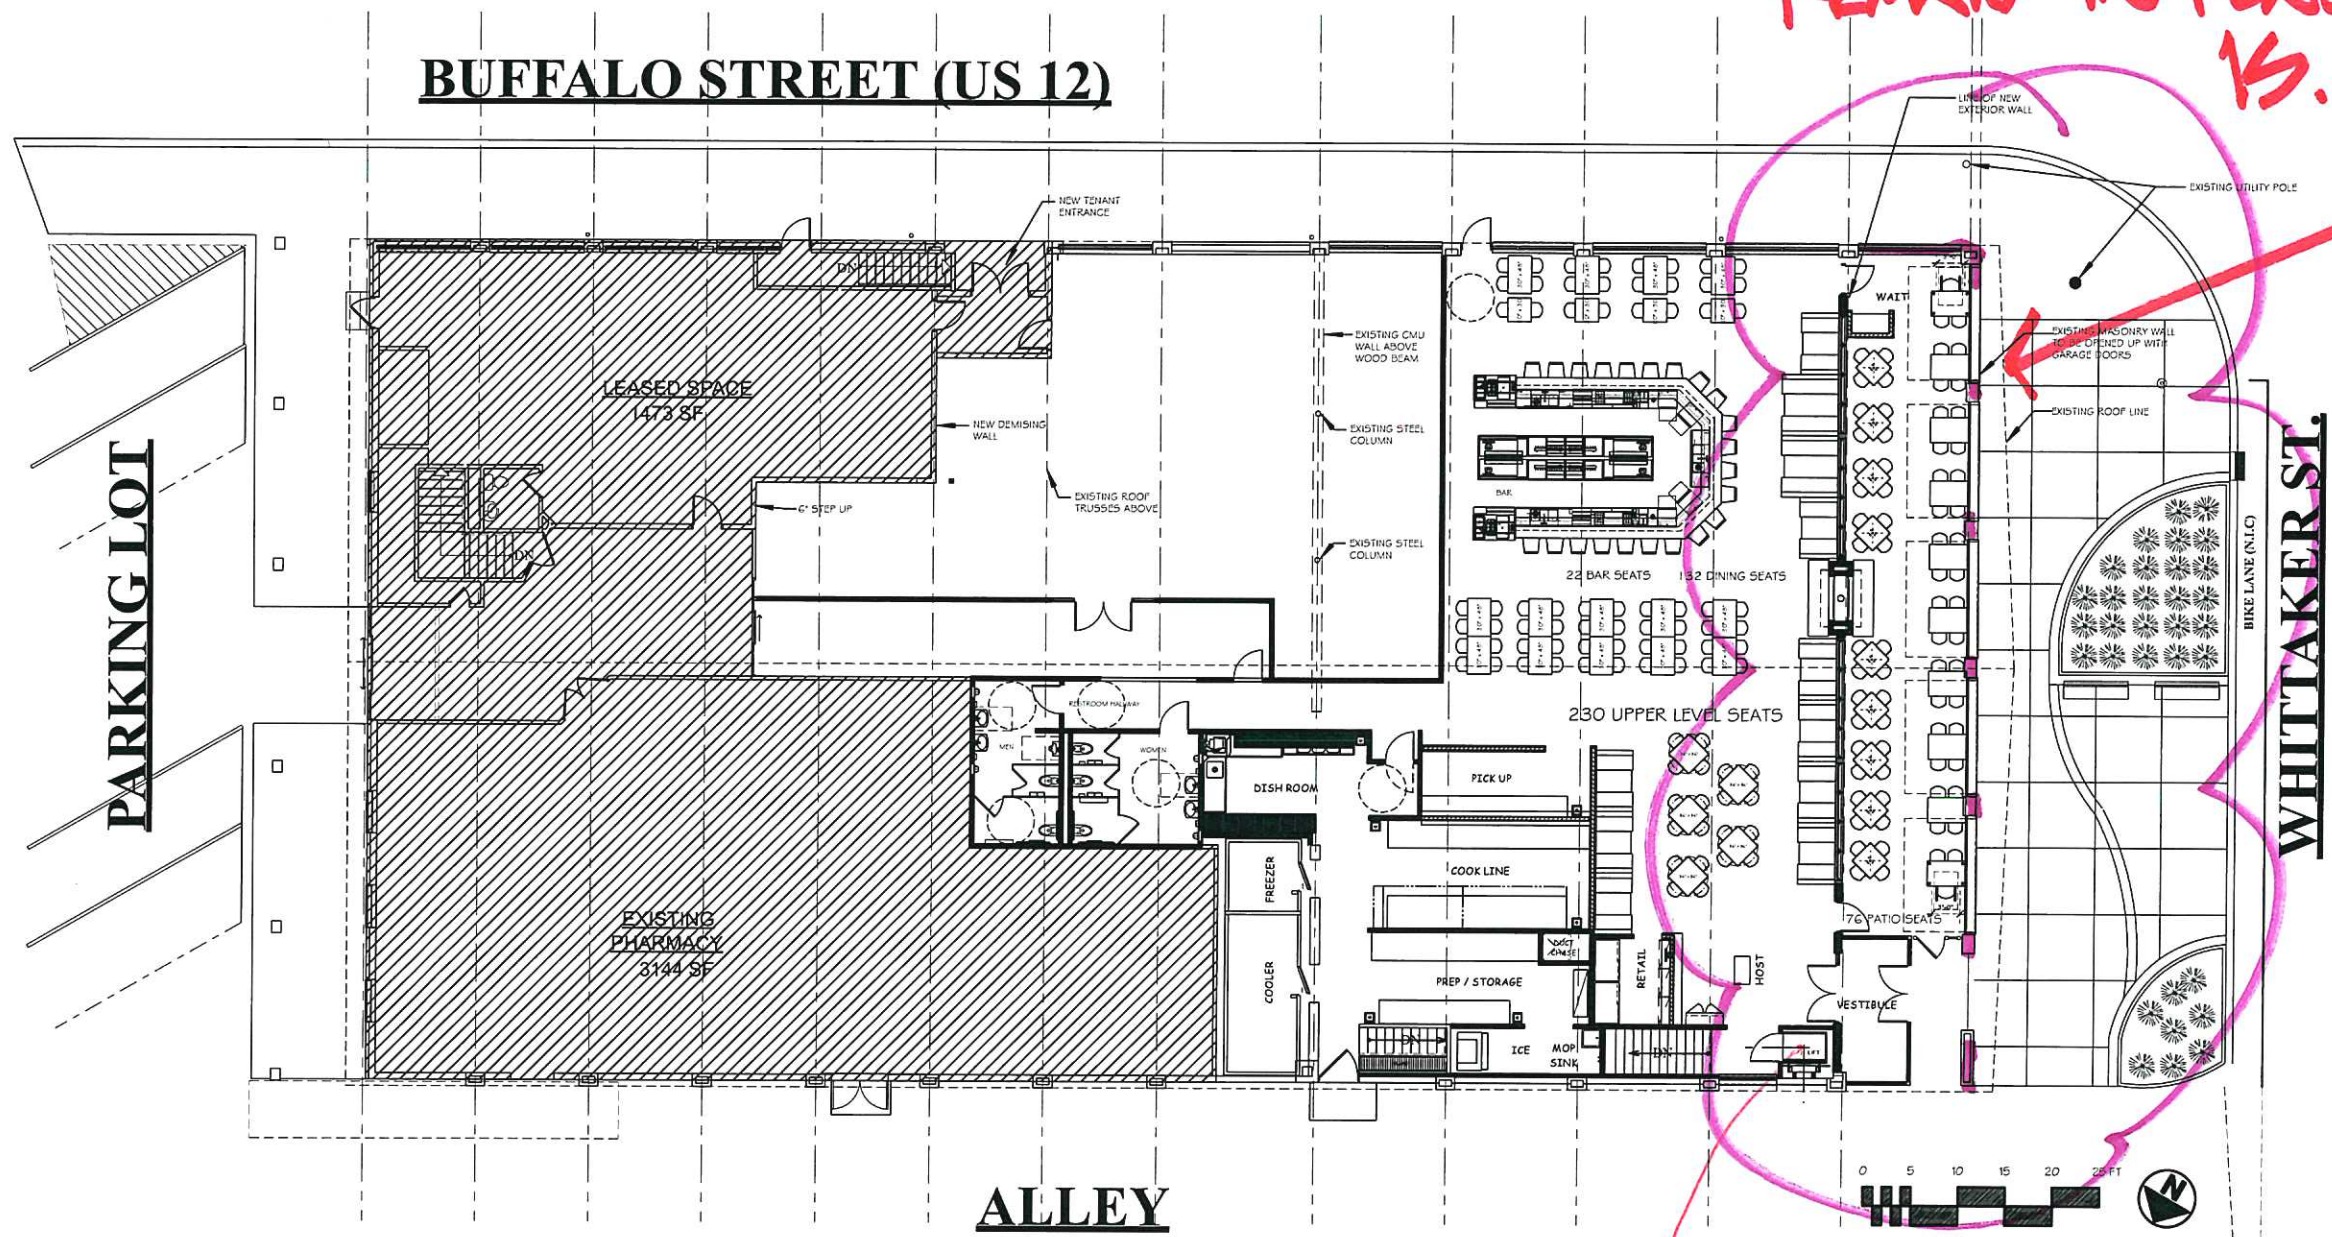 BUFFALO STREET (US 12)
15.
LINE OF NEW
EXTERIOR WALL
EXISTING UTILITY POLE
NEW TENANT
ENTRANCE
DN
WAIT
EXISTING MASONRY WALL
TO BE OPENED UP WITH
GARAGE DOORS
EXISTING CMU
WALL ABOVE
WOOD BEAM
LEASED SPACE
1473 SF
EXISTING ROOF LINE
NEW DEMISING
WALL
EXISTING STEEL
COLUMN
PARKING LOT
WHITTAKER ST.
BAR
EXISTING ROOF
TRUSSES ABOVE
6" STEP UP
BIKE LANE (N.I.C)
DN
EXISTING STEEL
COLUMN
22 BAR SEATS
132 DINING SEATS
RESTROOM HALLWAY
230 UPPER LEVEL SEATS
MEN
WOMEN
PICK UP
DISH ROOM
FREEZER
COOK LINE
EXISTING
PHARMACY
3144 SF
76 PATIO SEATS
DUCT
CHASE
COOLER
RETAIL
HOST
PREP / STORAGE
VESTIBULE
DN
ICE
MOP
SINK
DN
LIFT
0 5 10 15 20 25 FT
N
ALLEY